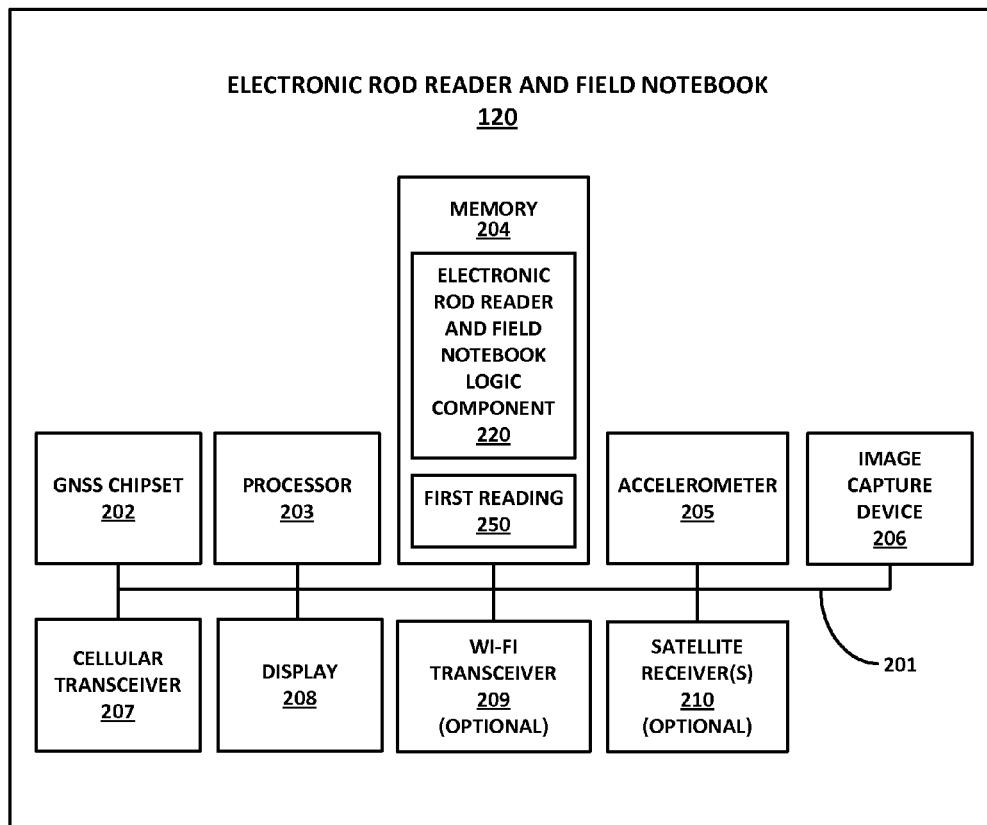 ELECTRONIC ROD READER AND FIELD NOTEBOOK
120
MEMORY
204
ELECTRONIC
ROD READER
AND FIELD
NOTEBOOK
LOGIC
COMPONENT
220
FIRST READING
250
GNSS CHIPSET
202
PROCESSOR
203
ACCELEROMETER
205
IMAGE
CAPTURE
DEVICE
206
CELLULAR
TRANSCEIVER
207
DISPLAY
208
WI-FI
TRANSCEIVER
209
(OPTIONAL)
SATELLITE
RECEIVER(S)
210
(OPTIONAL)
201